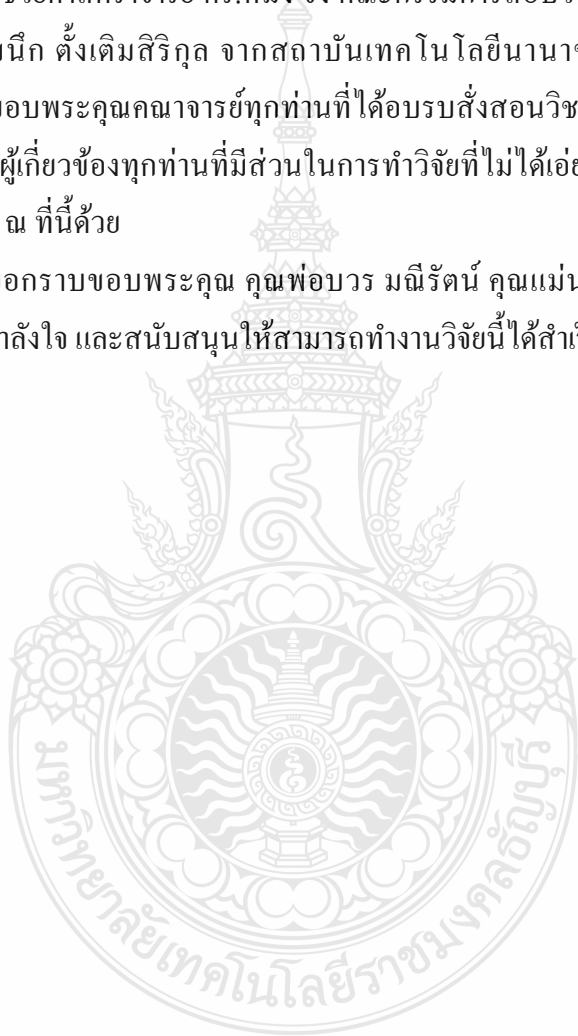 นึก ตั้งเติมสิริกุล จากสถาบันเทคโนโลยีนานา
อบพระคุณคณาจารย์ทุกท่านที่ได้อบรบสั่งสอนวิช
ผู้เกี่ยวข้องทุกท่านที่มีส่วนในการทำวิจัยที่ไม่ได้เอ่ย
ณ ที่นี้ด้วย
อกราบขอบพระคุณ คุณพ่อบวร มณีรัตน์ คุณแม่น
าลังใจ และสนับสนุนให้สามารถทำงานวิจัยนี้ได้สำเ
มหาวิทยาลัยเทคโนโลยีราชมงคลธัญบุรี